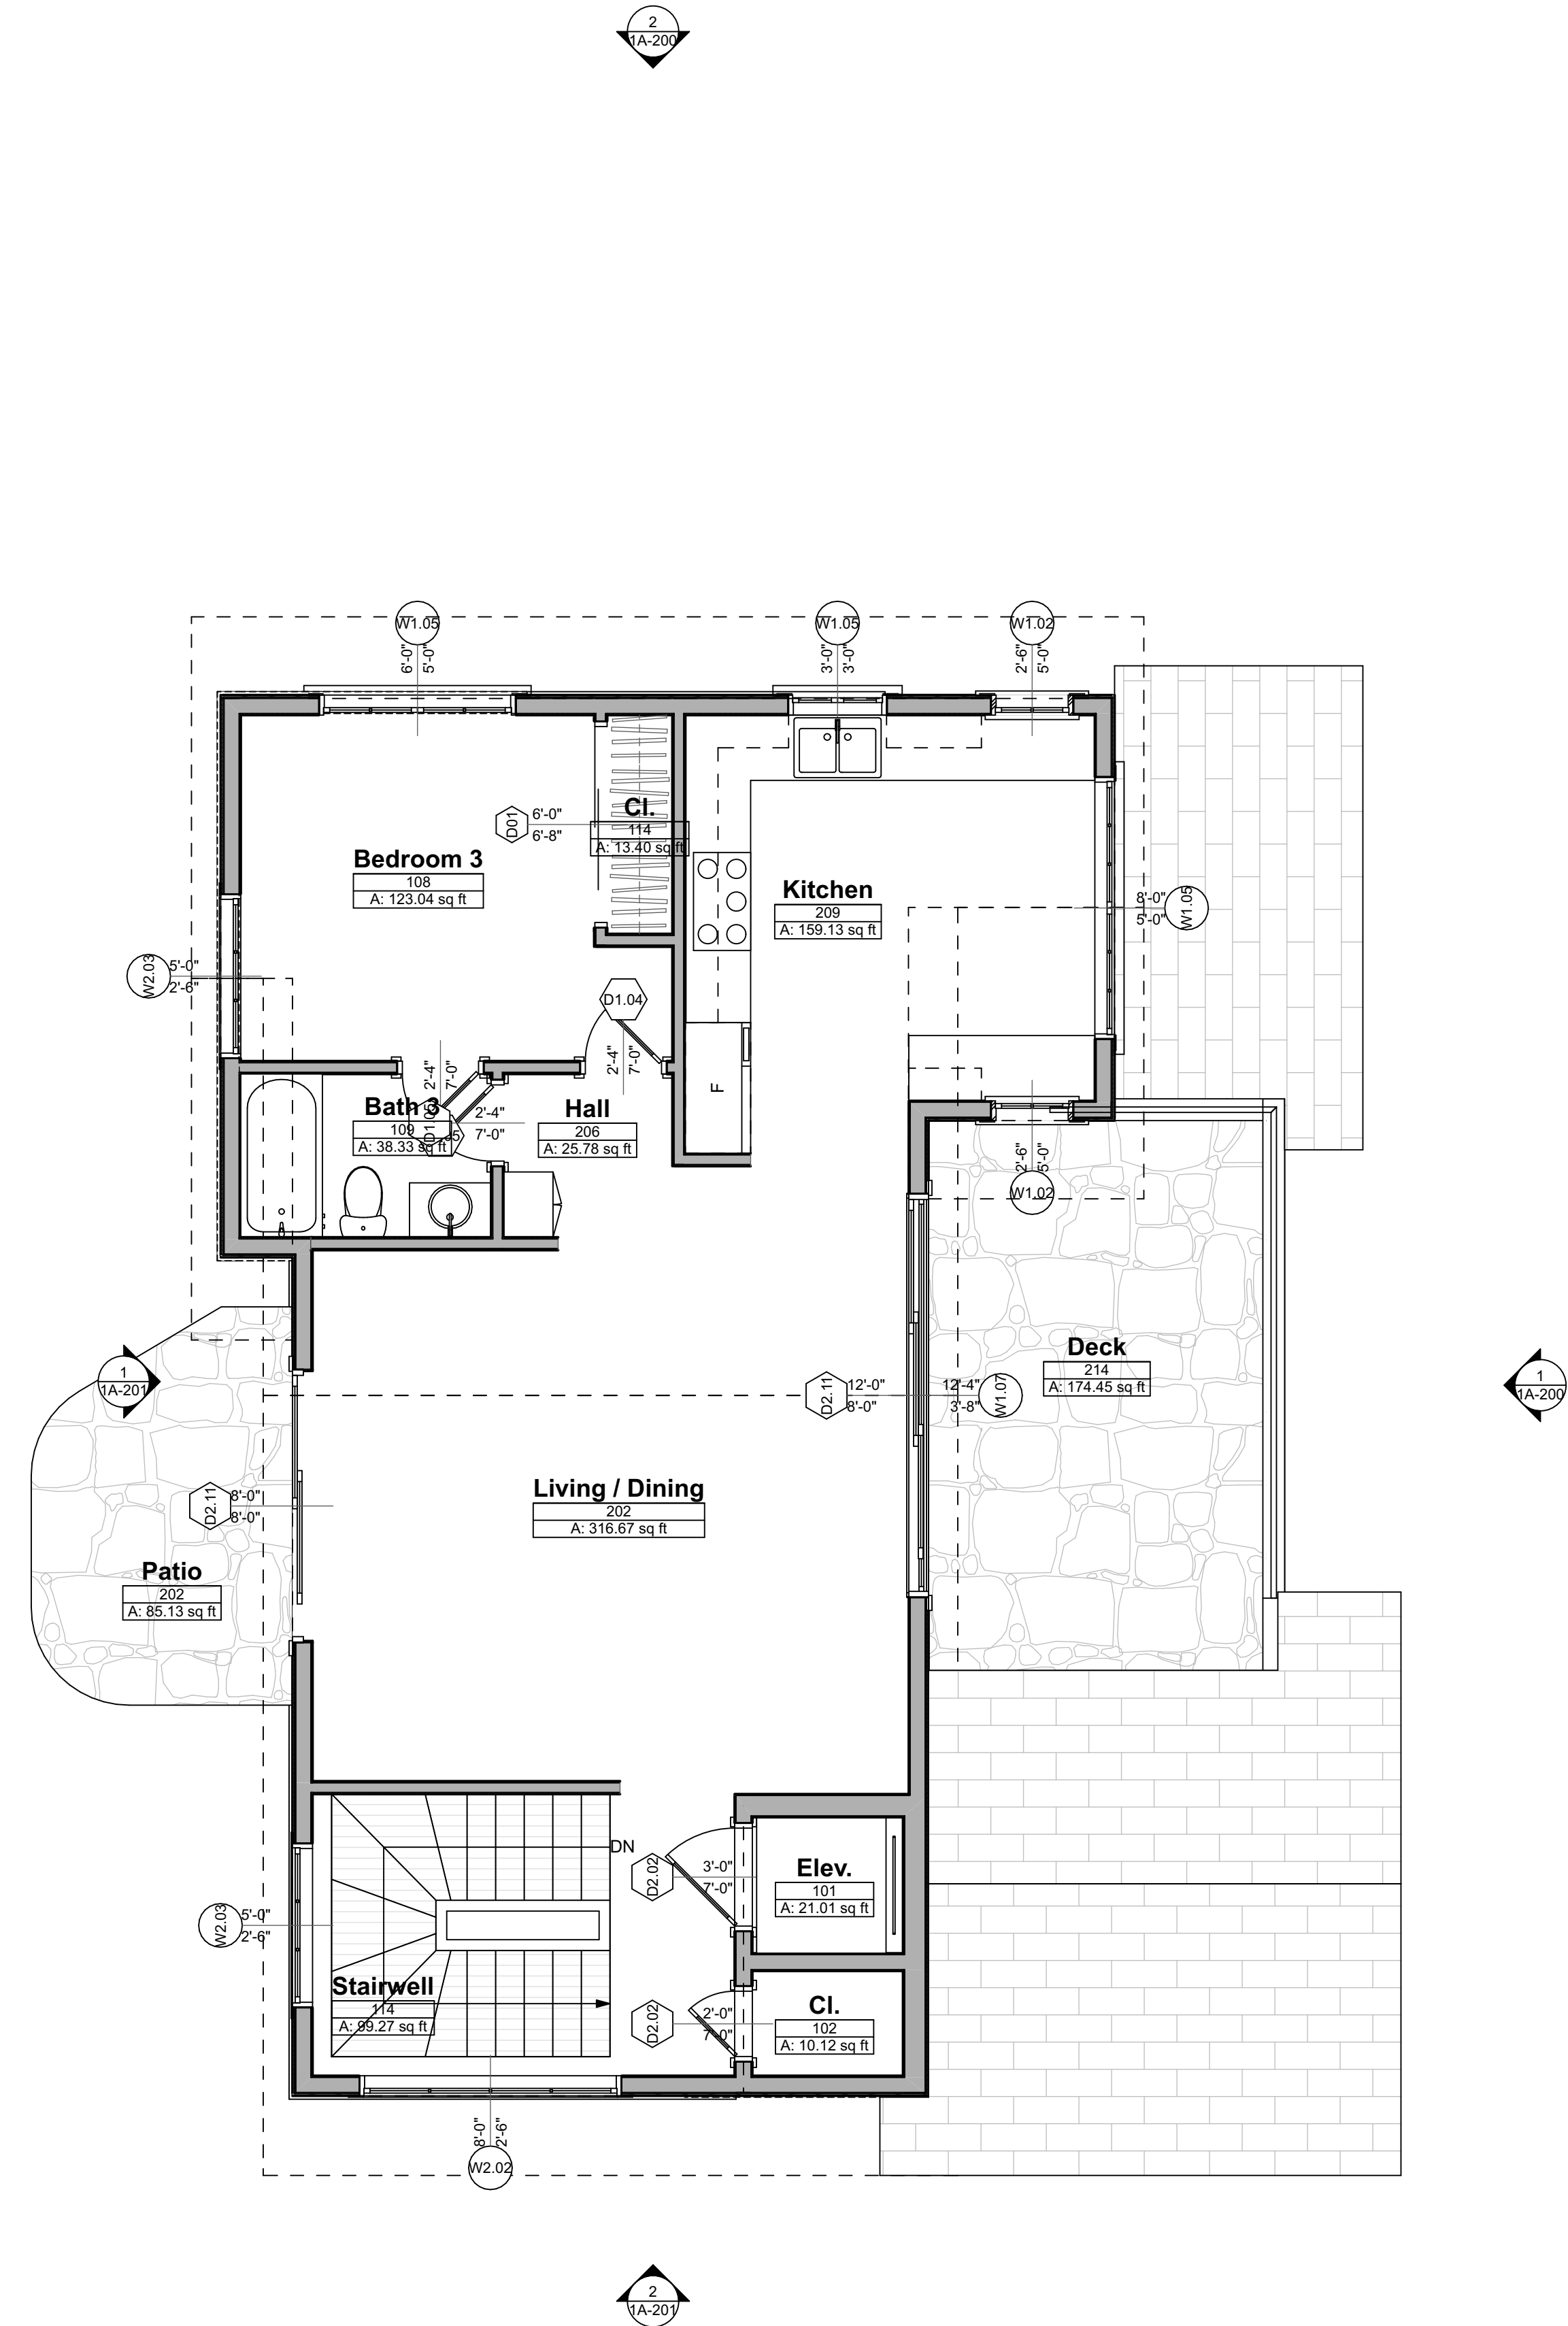 2
1A-200
W1.05
6'-0"
5'-0"
W1.05
3'-0"
3'-0"
W1.02
2'-6"
5'-0"
D01
6'-0"
6'-8"
Cl.
114
A: 13.40 sq ft
Bedroom 3
108
A: 123.04 sq ft
Kitchen
209
A: 159.13 sq ft
8'-0"
5'-0"
W1.05
W2.03
5'-0"
2'-6"
D1.04
2'-4"
7'-0"
2'-4"
7'-0"
F
Bath 3
109
A: 38.33 sq ft
2'-4"
7'-0"
Hall
206
A: 25.78 sq ft
2'-6"
5'-0"
W1.02
1
1A-201
Deck
214
A: 174.45 sq ft
D2.11
12'-0"
8'-0"
12'-4"
3'-8"
W1.07
1
1A-200
D2.11
8'-0"
8'-0"
Living / Dining
202
A: 316.67 sq ft
Patio
202
A: 85.13 sq ft
DN
D2.02
3'-0"
7'-0"
Elev.
101
A: 21.01 sq ft
W2.03
5'-0"
2'-6"
Stairwell
114
A: 99.27 sq ft
D2.02
2'-0"
7'-0"
Cl.
102
A: 10.12 sq ft
8'-0"
2'-6"
W2.02
2
1A-201